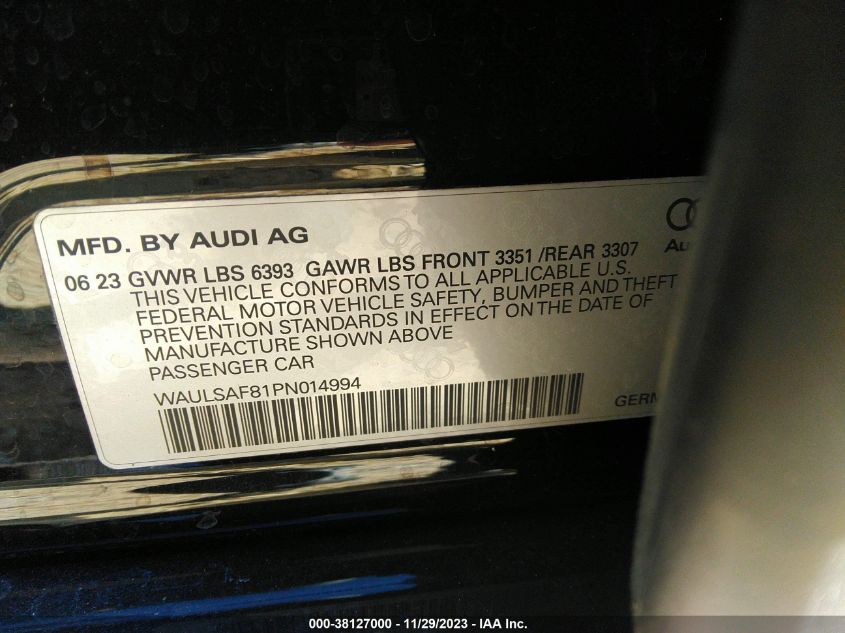 MFD. BY AUDI AG
06 23 GVWR LBS 6393 GAWR LBS FRONT 3351 /REAR 3307
THIS VEHICLE CONFORMS TO ALL APPLICABLE U.S.
FEDERAL MOTOR VEHICLE SAFETY, BUMPER AND THEFT
PREVENTION STANDARDS IN EFFECT ON THE DATE OF
MANUFACTURE SHOWN ABOVE
PASSENGER CAR
WAULSAF81PN014994
000-38127000 - 11/29/2023 - IAA Inc.